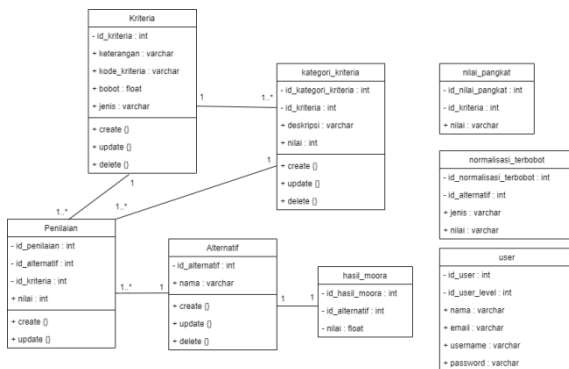 Kriteria
- id_kriteria : int
+ keterangan : varchar
+ kode_kriteria : varchar
+ bobot : float
+ jenis : varchar
+ create {}
+ update {}
+ delete {}
1
1..*
1
1..*
kategori_kriteria
- id_kategori_kriteria : int
- id_kriteria : int
+ deskripsi : varchar
+ nilai : int
+ create {}
+ update {}
+ delete {}
1
1..*
nilai_pangkat
- id_nilai_pangkat : int
- id_kriteria : int
+ nilai : varchar
normalisasi_terbobot
- id_normalisasi_terbobot : int
- id_alternatif : int
+ jenis : varchar
+ nilai : varchar
Penilaian
- id_penilaian : int
- id_alternatif : int
- id_kriteria : int
+ nilai : int
+ create {}
+ update {}
1..*
1
Alternatif
- id_alternatif : int
+ nama : varchar
+ create {}
+ update {}
+ delete {}
1
1
hasil_moora
- id_hasil_moora : int
- id_alternatif : int
- nilai : float
user
- id_user : int
- id_user_level : int
+ nama : varchar
+ email : varchar
+ username : varchar
+ password : varchar